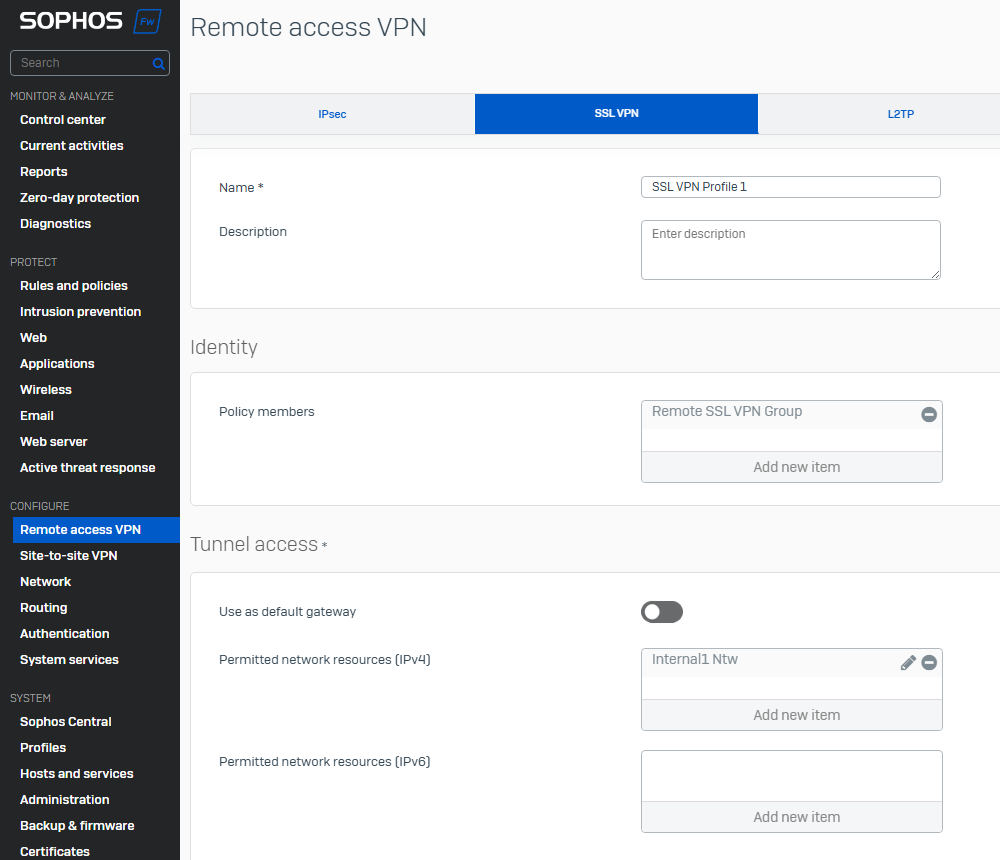 SOPHOS Fw
Search
MONITOR & ANALYZE
Control center
Current activities
Reports
Zero-day protection
Diagnostics
PROTECT
Rules and policies
Intrusion prevention
Web
Applications
Wireless
Email
Web server
Active threat response
CONFIGURE
Remote access VPN
Site-to-site VPN
Network
Routing
Authentication
System services
SYSTEM
Sophos Central
Profiles
Hosts and services
Administration
Backup & firmware
Certificates
Remote access VPN
IPsec SSL VPN L2TP
Name * SSL VPN Profile 1
Description Enter description
Identity
Policy members Remote SSL VPN Group
Add new item
Tunnel access *
Use as default gateway
Permitted network resources (IPv4) Internal1 Ntw
Add new item
Permitted network resources (IPv6)
Add new item